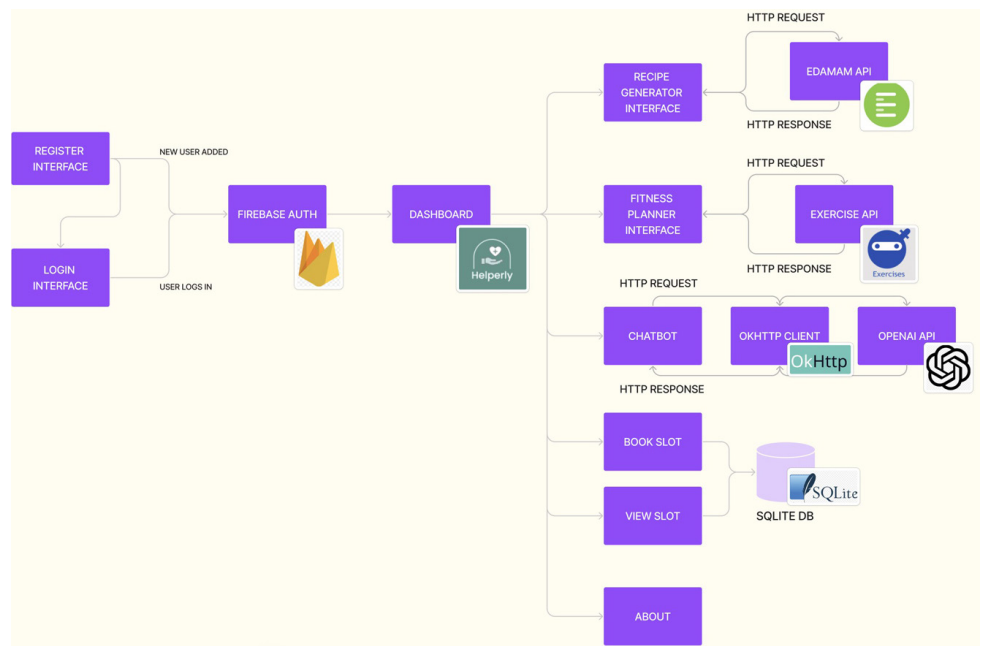 HTTP REQUEST
RECIPE
GENERATOR
INTERFACE
EDAMAM API
HTTP RESPONSE
REGISTER
INTERFACE
NEW USER ADDED
HTTP REQUEST
FIREBASE AUTH
DASHBOARD
Helperly
FITNESS
PLANNER
INTERFACE
EXERCISE API
Exercises
HTTP RESPONSE
LOGIN
INTERFACE
USER LOGS IN
HTTP REQUEST
CHATBOT
OKHTTP CLIENT
OkHttp
OPENAI API
HTTP RESPONSE
BOOK SLOT
VIEW SLOT
SQLite
SQLITE DB
ABOUT